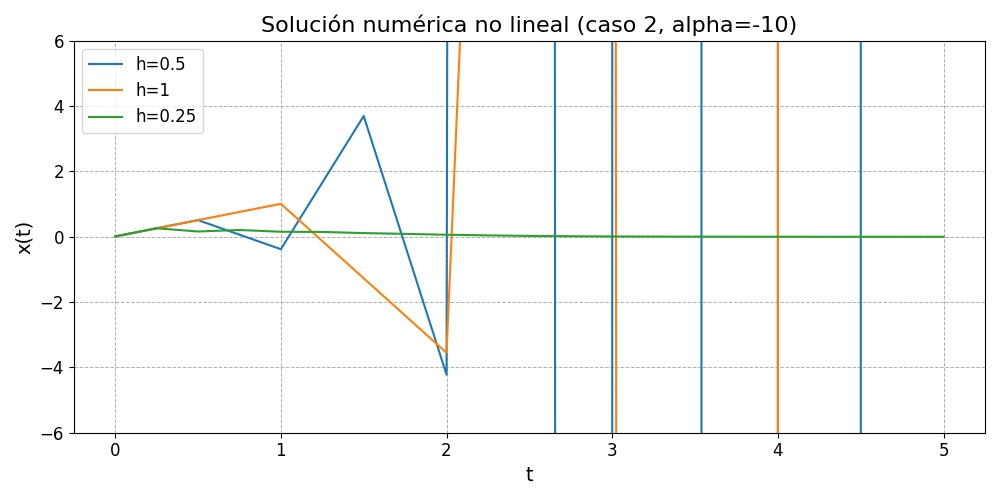 Solución numérica no lineal (caso 2, alpha=-10)
h=0.5
h=1
h=0.25
x(t)
6
4
2
0
−2
−4
−6
0 1 2 3 4 5
t